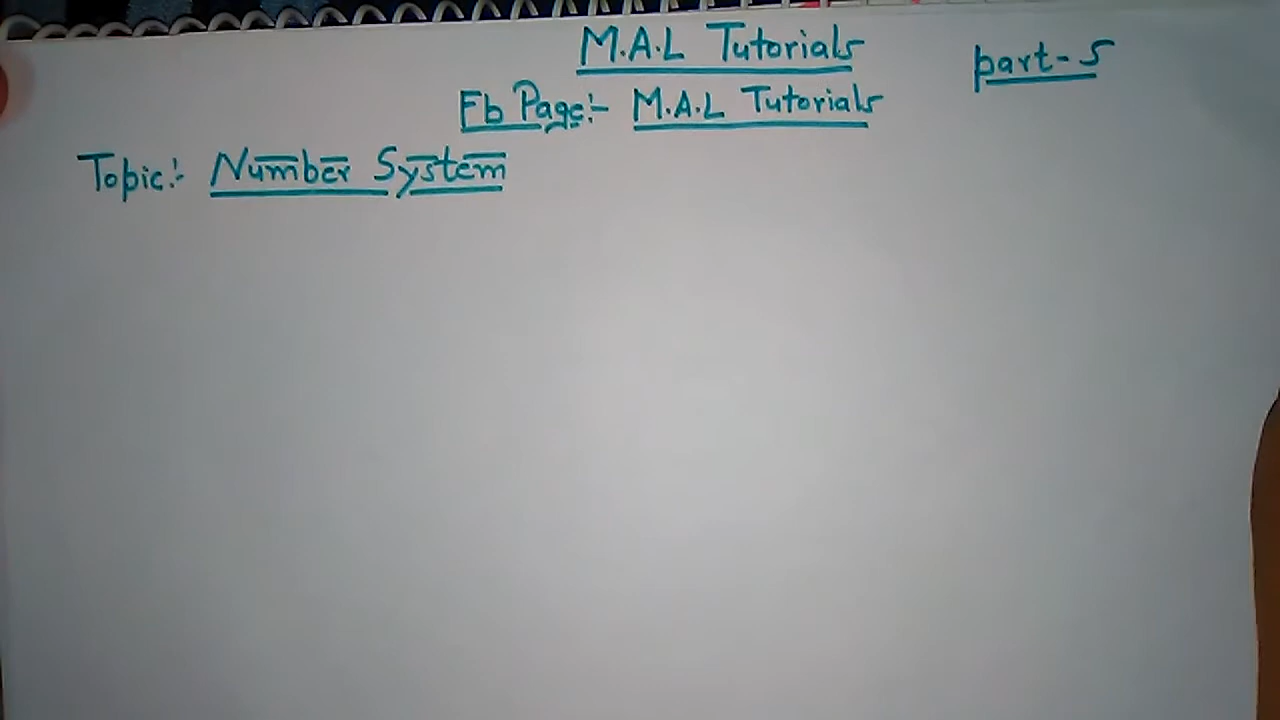 M.A.L Tutorials part-5
Fb Page:- M.A.L Tutorials
Topic:- Number System